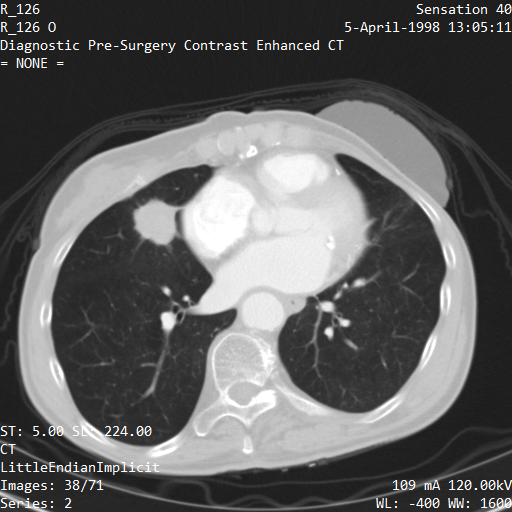 R_126
Sensation 40
R_126 O
5-April-1998 13:05:11
Diagnostic Pre-Surgery Contrast Enhanced CT
= NONE =
ST: 5.00 SL: 224.00
CT
LittleEndianImplicit
Images: 38/71
109 mA 120.00kV
Series: 2
WL: -400 WW: 1600